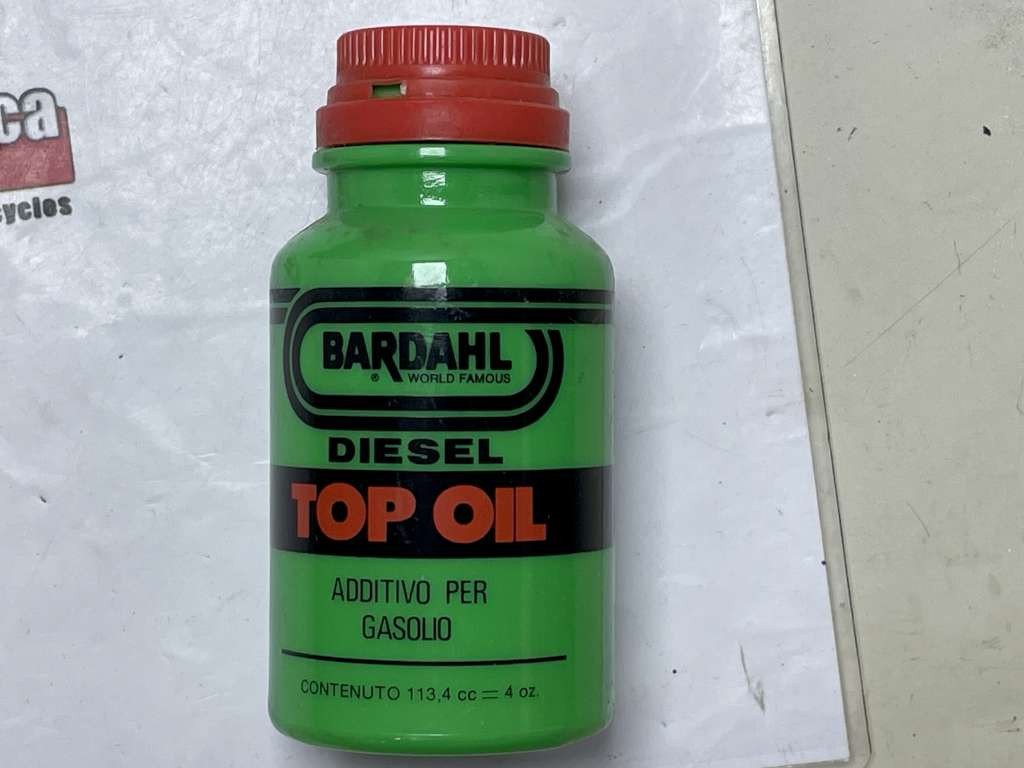 BARDAHL
® WORLD FAMOUS
DIESEL
TOP OIL
ADDITIVO PER
GASOLIO
CONTENUTO 113,4 cc = 4 oz.